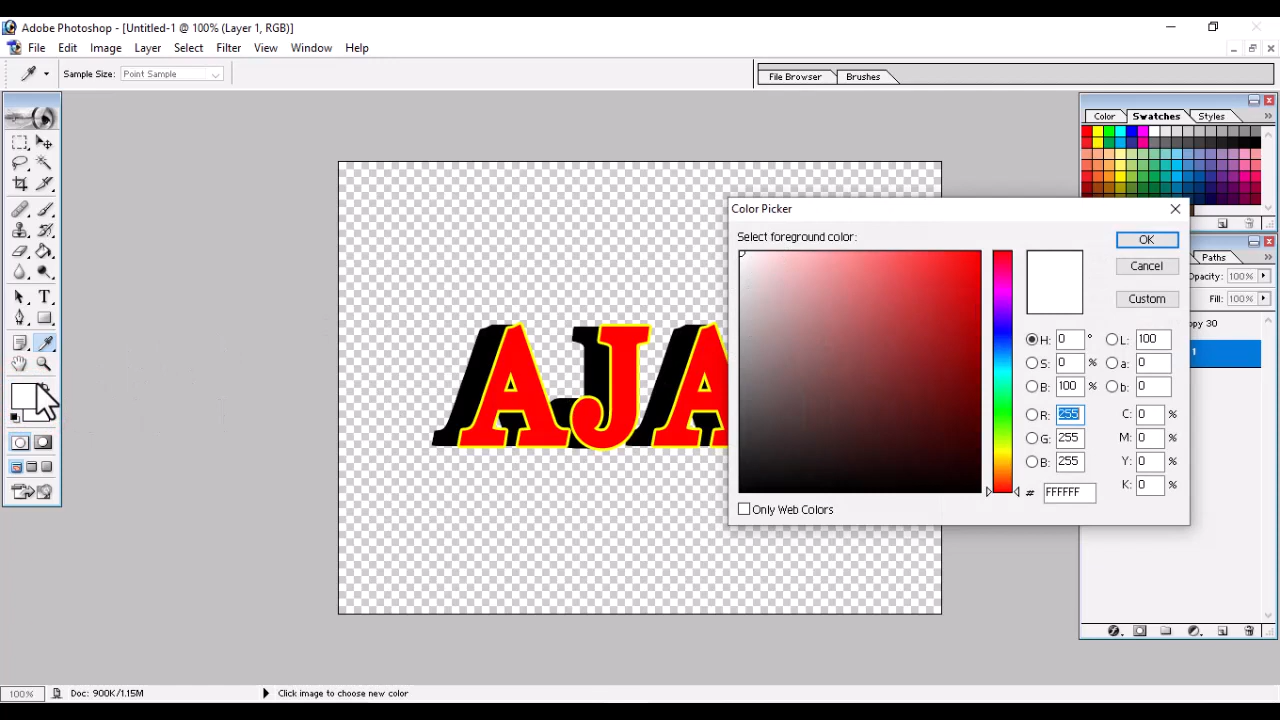 Adobe Photoshop - [Untitled-1 @ 100% (Layer 1, RGB)]
File Edit Image Layer Select Filter View Window Help
Sample Size: Point Sample
File Browser Brushes
Color Swatches Styles
Color Picker
Select foreground color:
OK
Cancel
Custom
Paths
Opacity: 100%
Fill: 100%
opy 30
1
H: 0 °
L: 100
S: 0 %
a: 0
B: 100 %
b: 0
R: 255
C: 0 %
G: 255
M: 0 %
B: 255
Y: 0 %
K: 0 %
# FFFFFF
Only Web Colors
AJA
100% Doc: 900K/1.15M Click image to choose new color